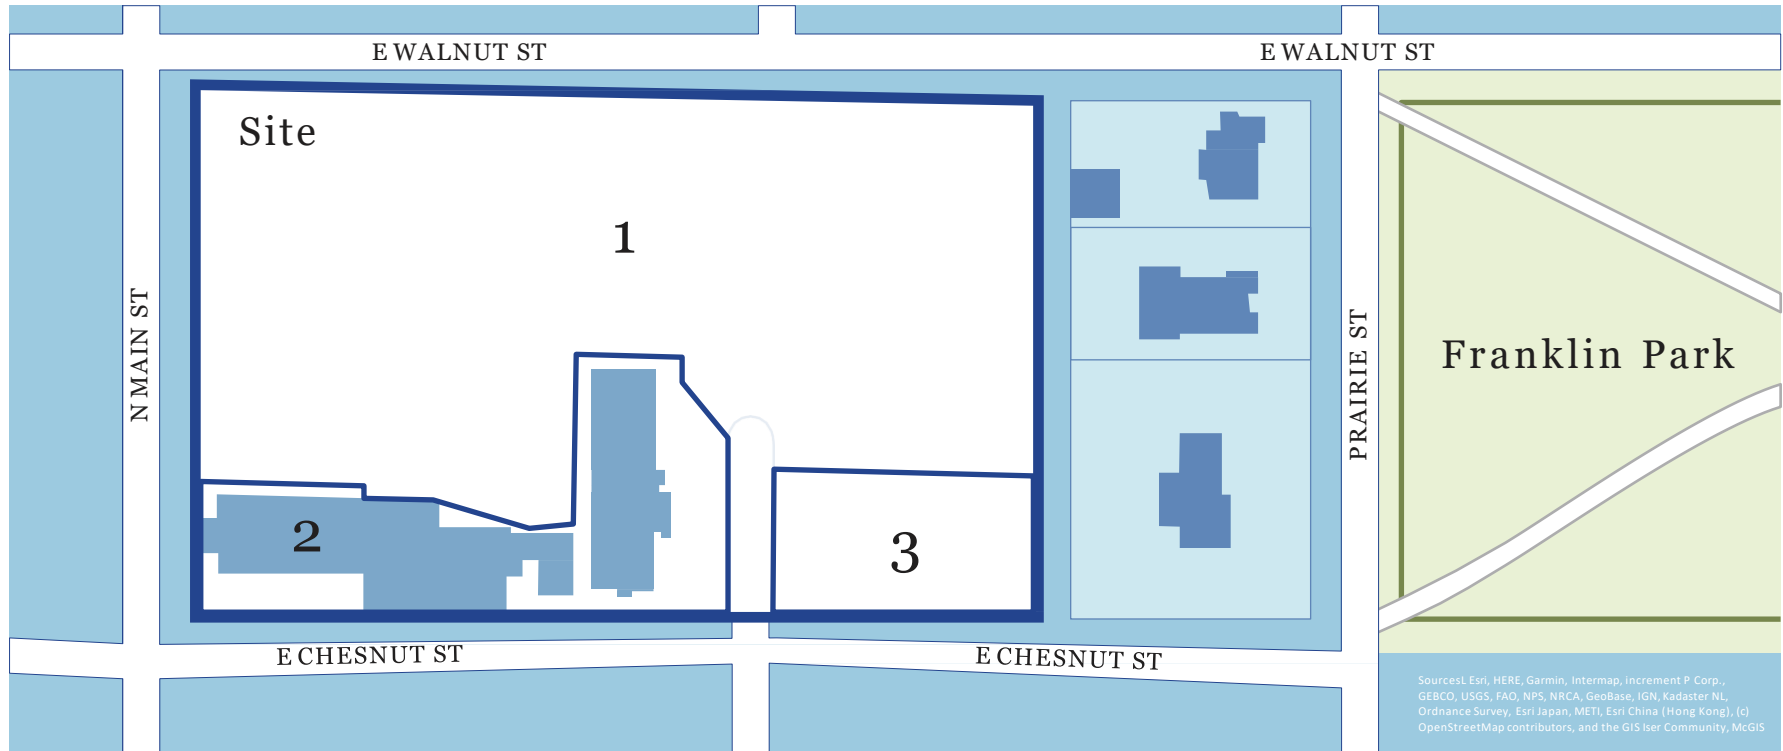 E WALNUT ST
E WALNUT ST
Site
1
N MAIN ST
PRAIRIE ST
Franklin Park
2
3
E CHESNUT ST
E CHESNUT ST
SourcesL Esri, HERE, Garmin, Intermap, increment P Corp.,
GEBCO, USGS, FAO, NPS, NRCA, GeoBase, IGN, Kadaster NL,
Ordnance Survey, Esri Japan, METI, Esri China (Hong Kong), (c)
OpenStreetMap contributors, and the GIS Iser Community, McGIS